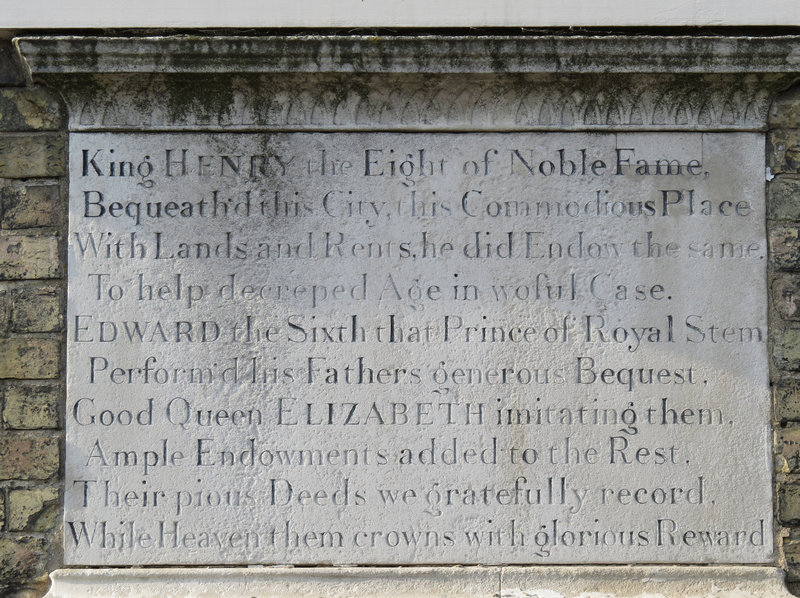 King HENRY the Eight of Noble Fame,
Bequeath'd this City, this Commodious Place
With Lands and Rents, he did Endow the same.
To help decreped Age in woful Case.
EDWARD the Sixth that Prince of Royal Stem
Perform'd his Fathers generous Bequest.
Good Queen ELIZABETH imitating them,
Ample Endowments added to the Rest.
Their pious Deeds we gratefully record,
While Heaven them crowns with glorious Reward